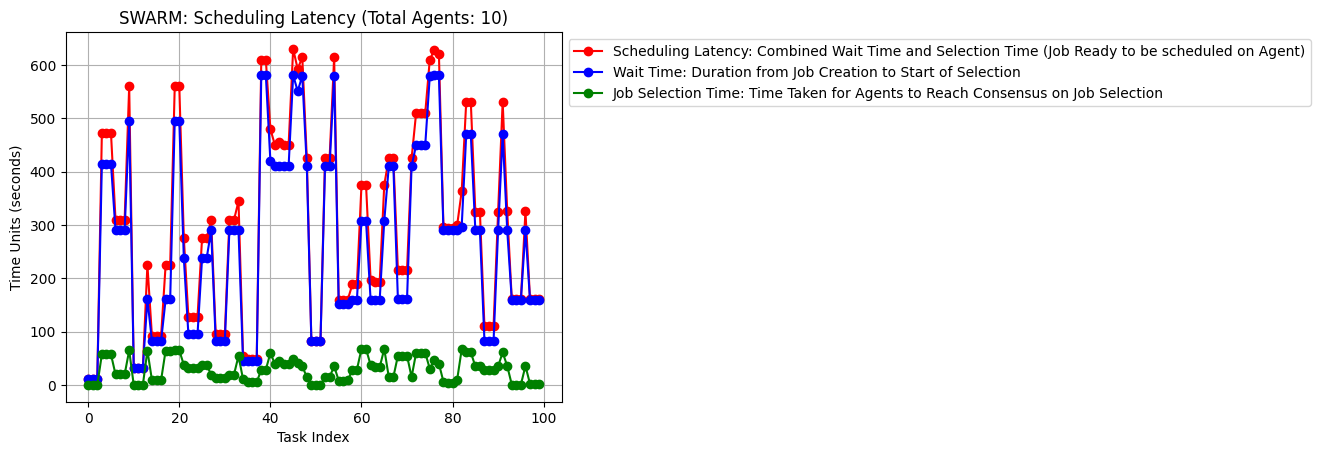 SWARM: Scheduling Latency (Total Agents: 10)
Scheduling Latency: Combined Wait Time and Selection Time (Job Ready to be scheduled on Agent)
Wait Time: Duration from Job Creation to Start of Selection
Job Selection Time: Time Taken for Agents to Reach Consensus on Job Selection
Time Units (seconds)
600
500
400
300
200
100
0
0 20 40 60 80 100
Task Index